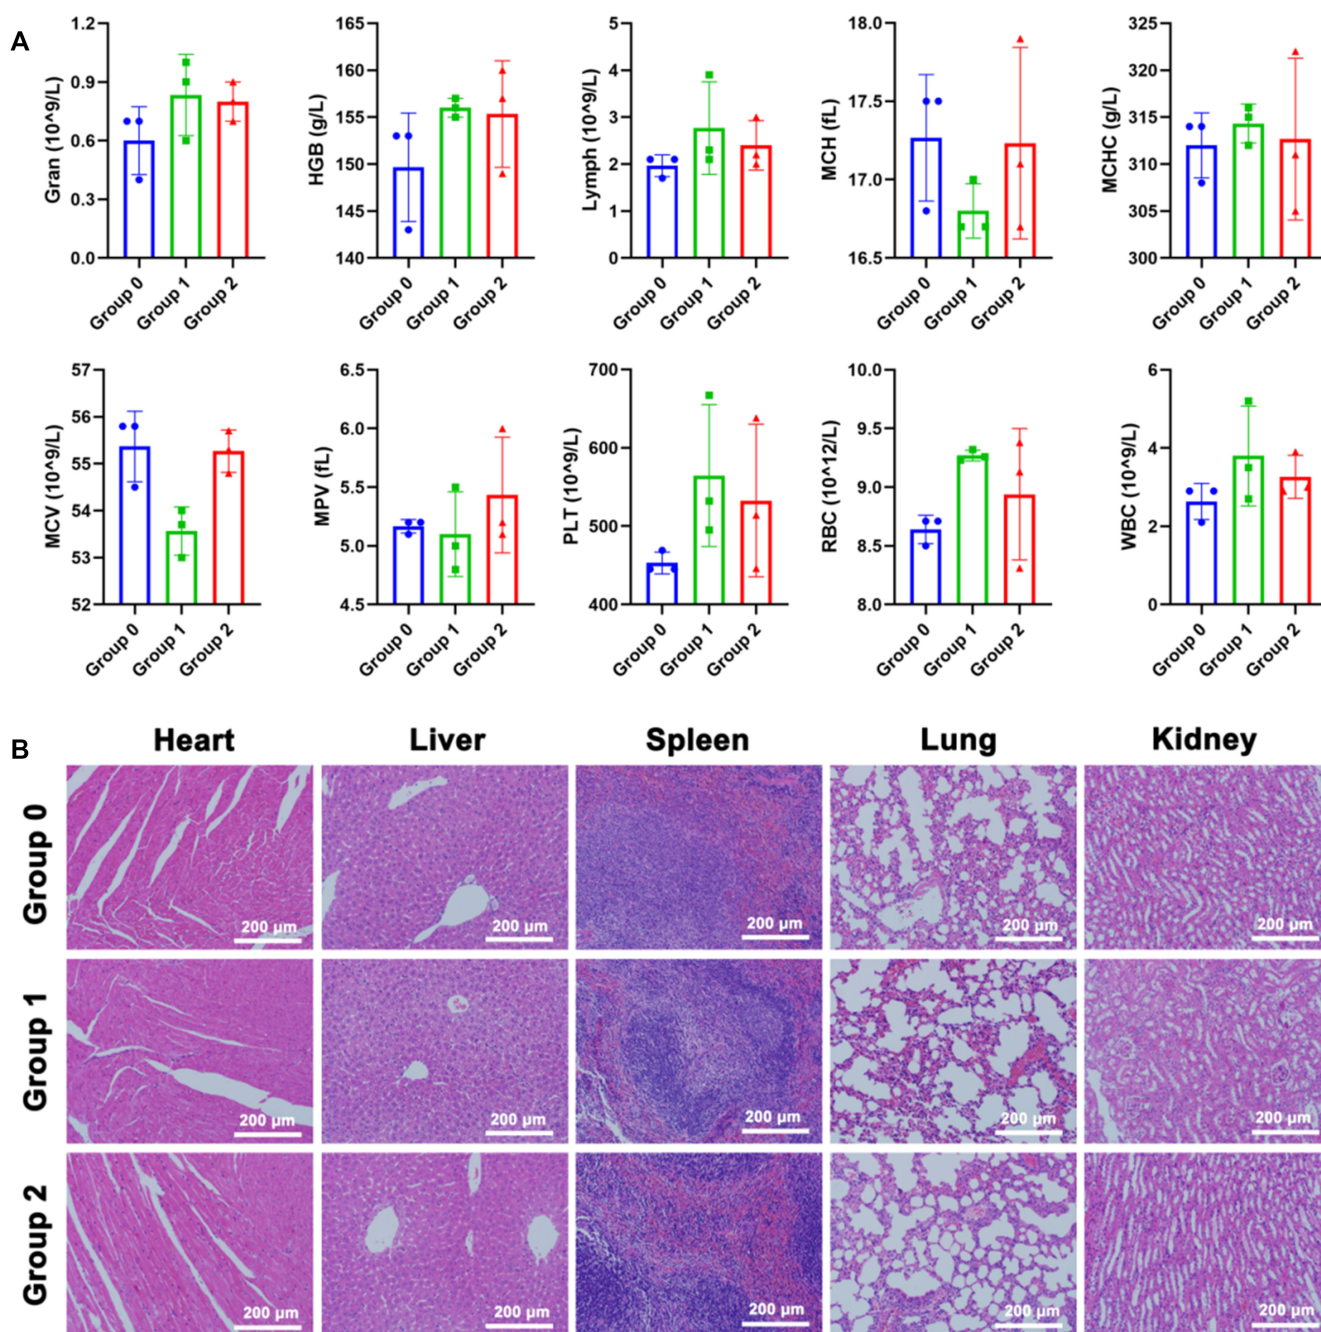 A
Gran (10^9/L)
1.2
0.9
0.6
0.3
0.0
Group 0
Group 1
Group 2
HGB (g/L)
165
160
155
150
145
140
Group 0
Group 1
Group 2
Lymph (10^9/L)
5
4
3
2
1
0
Group 0
Group 1
Group 2
MCH (fL)
18.0
17.5
17.0
16.5
Group 0
Group 1
Group 2
MCHC (g/L)
325
320
315
310
305
300
Group 0
Group 1
Group 2
MCV (10^9/L)
57
56
55
54
53
52
Group 0
Group 1
Group 2
MPV (fL)
6.5
6.0
5.5
5.0
4.5
Group 0
Group 1
Group 2
PLT (10^9/L)
700
600
500
400
Group 0
Group 1
Group 2
RBC (10^12/L)
10.0
9.5
9.0
8.5
8.0
Group 0
Group 1
Group 2
WBC (10^9/L)
6
4
2
0
Group 0
Group 1
Group 2
B
Heart
Liver
Spleen
Lung
Kidney
Group 0
200 µm
200 µm
200 µm
200 µm
200 µm
Group 1
200 µm
200 µm
200 µm
200 µm
200 µm
Group 2
200 µm
200 µm
200 µm
200 µm
200 µm